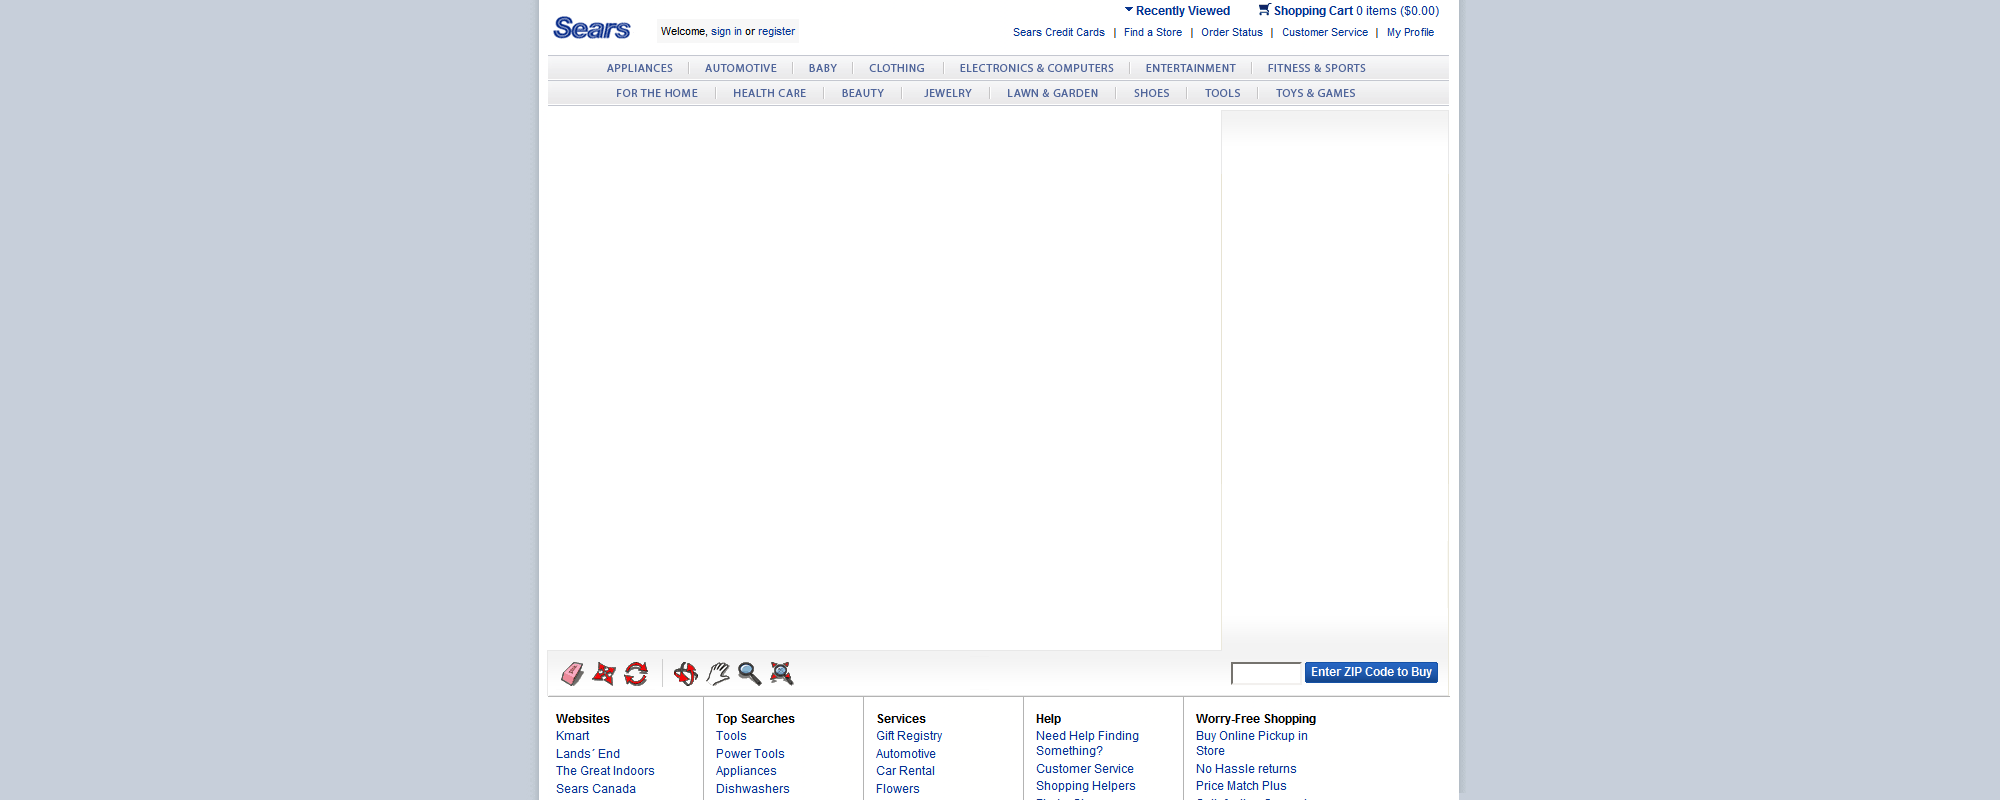 Recently Viewed Shopping Cart 0 items ($0.00)
Sears Welcome, sign in or register Sears Credit Cards | Find a Store | Order Status | Customer Service | My Profile
APPLIANCES AUTOMOTIVE BABY CLOTHING ELECTRONICS & COMPUTERS ENTERTAINMENT FITNESS & SPORTS
FOR THE HOME HEALTH CARE BEAUTY JEWELRY LAWN & GARDEN SHOES TOOLS TOYS & GAMES
Enter ZIP Code to Buy
Websites
Kmart
Lands´ End
The Great Indoors
Sears Canada
Top Searches
Tools
Power Tools
Appliances
Dishwashers
Services
Gift Registry
Automotive
Car Rental
Flowers
Help
Need Help Finding
Something?
Customer Service
Shopping Helpers
Worry-Free Shopping
Buy Online Pickup in
Store
No Hassle returns
Price Match Plus